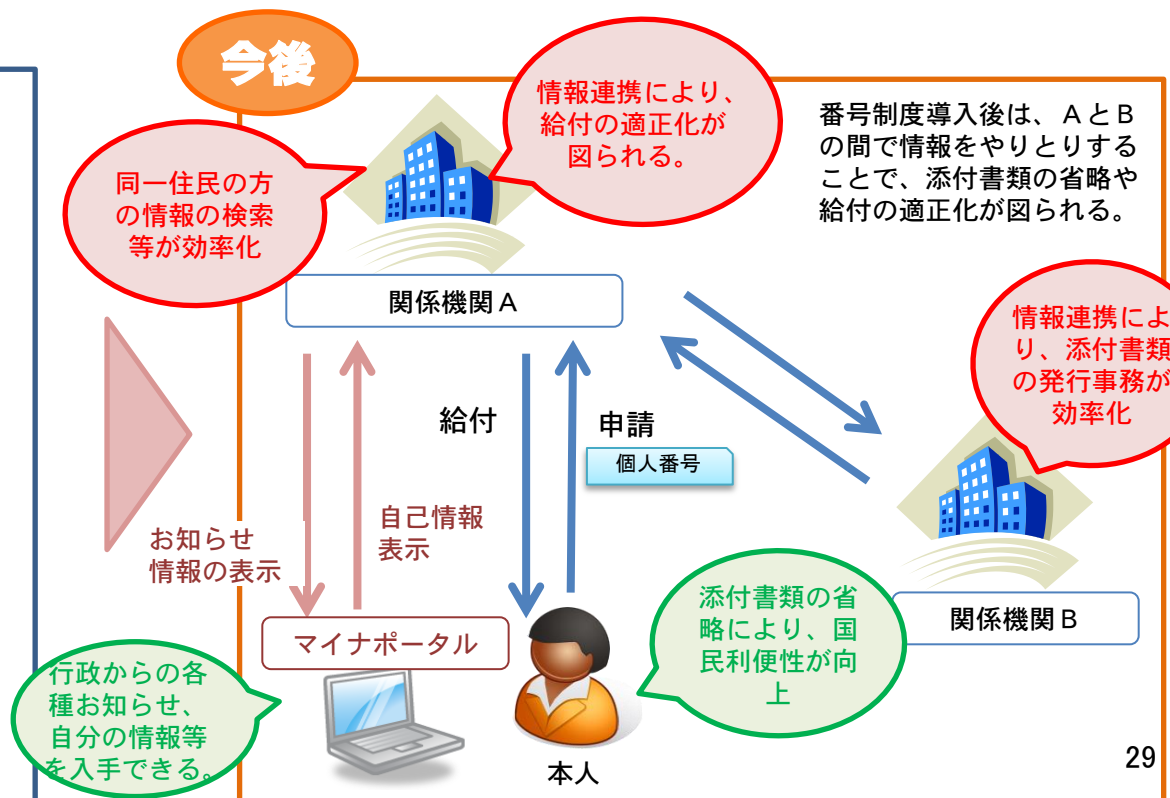 今後
情報連携により、
給付の適正化が
図られる。
番号制度導入後は、AとB
の間で情報をやりとりする
ことで、添付書類の省略や
給付の適正化が図られる。
同一住民の方
の情報の検索
等が効率化
関係機関A
情報連携によ
り、添付書類
の発行事務が
効率化
給付
申請
個人番号
お知らせ
情報の表示
自己情報
表示
関係機関B
マイナポータル
添付書類の省
略により、国
民利便性が向
上
行政からの各
種お知らせ、
自分の情報等
を入手できる。
本人
29